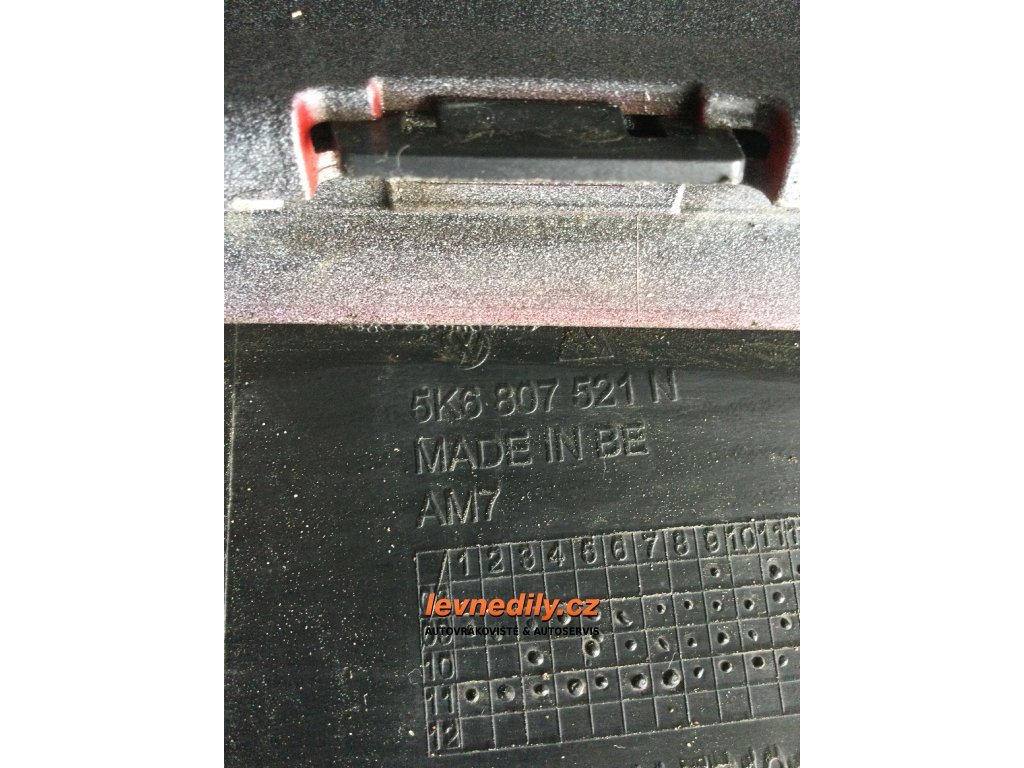 5K6 807 521 N
MADE IN BE
AM7
1 2 3 4 5 6 7 8 9 10 11
levnedily.cz
AUTOVRAKOVIŠTĚ & AUTOSERVIS
09
10
11
12